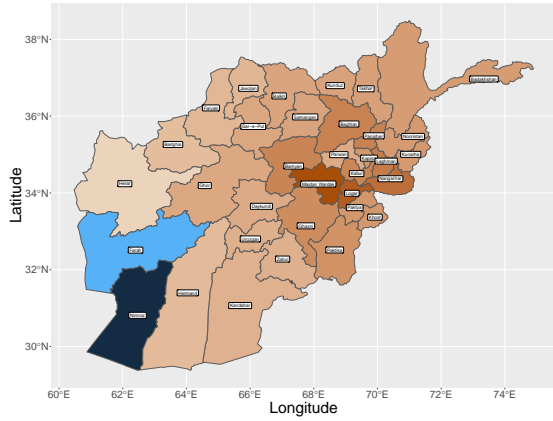 38°N
36°N
34°N
32°N
30°N
60°E
62°E
64°E
66°E
68°E
70°E
72°E
74°E
Latitude
Longitude
Badakhshan
Jawzjan
Balkh
Kunduz
Takhar
Faryab
Samangan
Baghlan
Sar-e-Pul
Panjsher
Nooristan
Badghis
Parwan
Kapisa
Kunarha
Laghman
Bamyan
Kabul
Nangarhar
Herat
Ghor
Maidan Wardak
Logar
Daykundi
Paktya
Khost
Ghazni
Uruzgan
Farah
Paktika
Zabul
Helmand
Kandahar
Nimroz